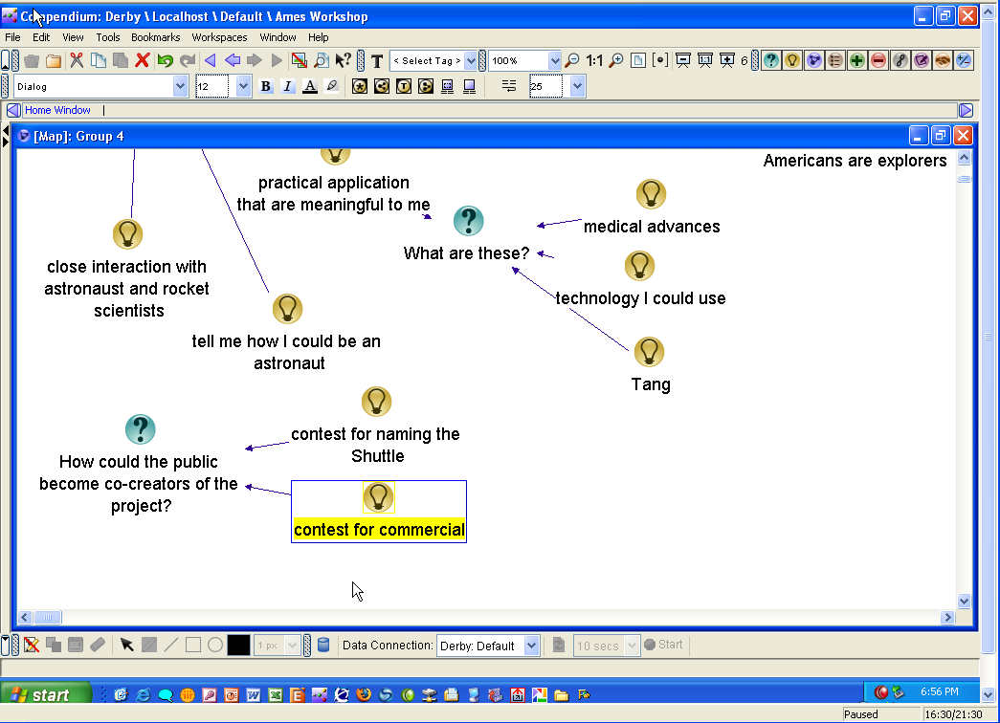 Compendium: Derby \ Localhost \ Default \ Ames Workshop
File Edit View Tools Bookmarks Workspaces Window Help
T < Select Tag > 100% 1:1 6
Dialog 12 B I A 25
Home Window
[Map]: Group 4
Americans are explorers
practical application
that are meaningful to me
medical advances
What are these?
close interaction with
astronaust and rocket
scientists
technology I could use
tell me how I could be an
astronaut
Tang
contest for naming the
Shuttle
How could the public
become co-creators of the
project?
contest for commercial
1 px Data Connection: Derby: Default 10 secs Start
start 6:56 PM
Paused 16:30/21:30